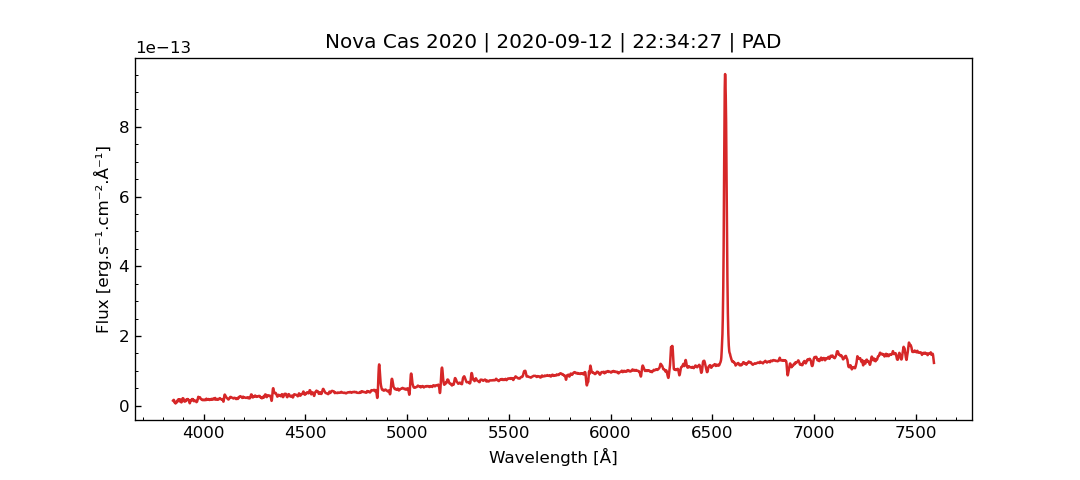 Nova Cas 2020 | 2020-09-12 | 22:34:27 | PAD
1e−13
8
6
4
2
0
Flux [erg.s⁻¹.cm⁻².Å⁻¹]
4000 4500 5000 5500 6000 6500 7000 7500
Wavelength [Å]